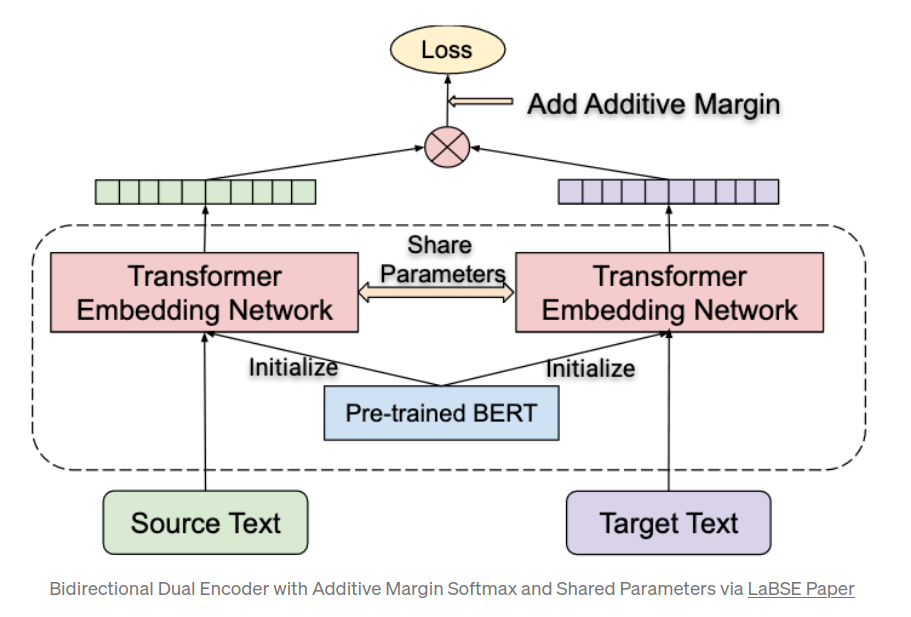 Loss
Add Additive Margin
Share
Parameters
Transformer
Embedding Network
Transformer
Embedding Network
Initialize
Initialize
Pre-trained BERT
Source Text
Target Text
Bidirectional Dual Encoder with Additive Margin Softmax and Shared Parameters via LaBSE Paper